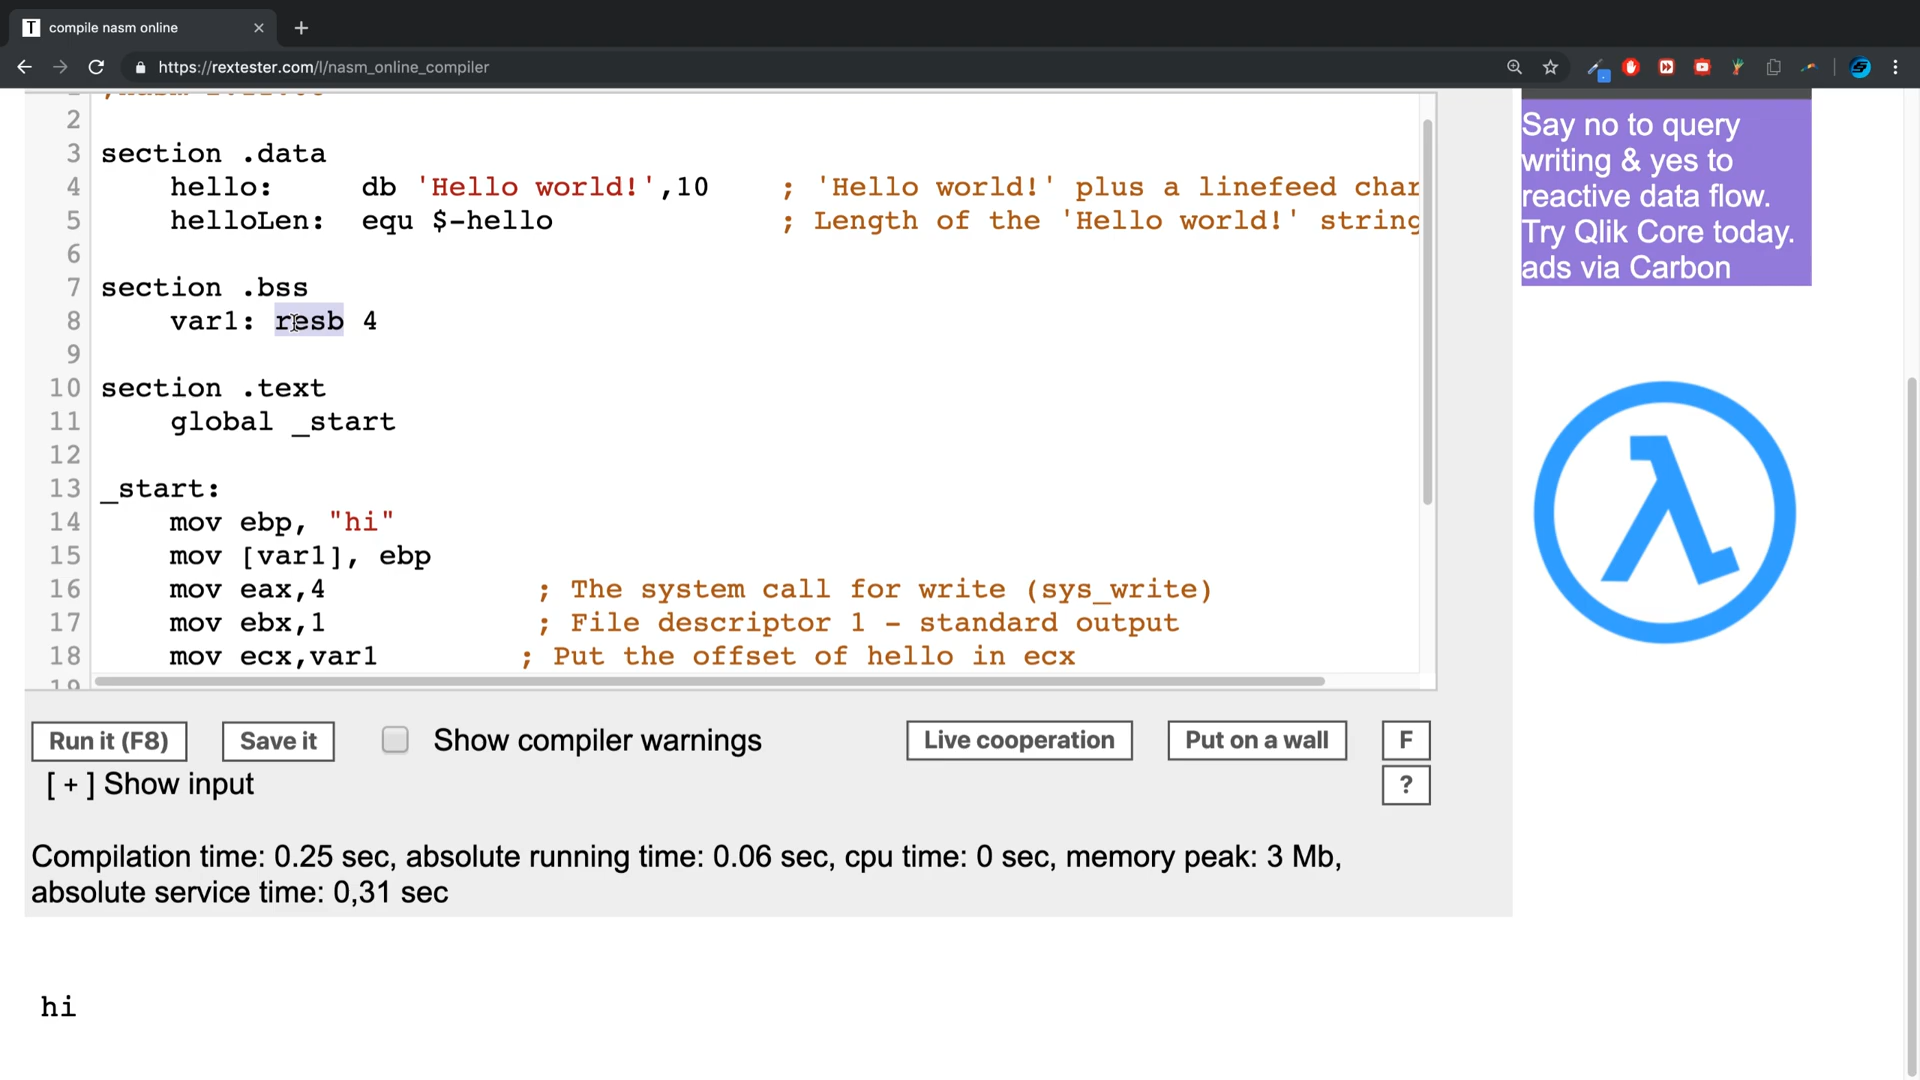 compile nasm online
https://rextester.com/l/nasm_online_compiler
2
3 section .data
4 hello: db 'Hello world!',10 ; 'Hello world!' plus a linefeed char
5 helloLen: equ $-hello ; Length of the 'Hello world!' string
6
7 section .bss
8 var1: resb 4
9
10 section .text
11 global _start
12
13 _start:
14 mov ebp, "hi"
15 mov [var1], ebp
16 mov eax,4 ; The system call for write (sys_write)
17 mov ebx,1 ; File descriptor 1 - standard output
18 mov ecx,var1 ; Put the offset of hello in ecx
19
Say no to query
writing & yes to
reactive data flow.
Try Qlik Core today.
ads via Carbon
Run it (F8) Save it Show compiler warnings Live cooperation Put on a wall F
[ + ] Show input ?
Compilation time: 0.25 sec, absolute running time: 0.06 sec, cpu time: 0 sec, memory peak: 3 Mb,
absolute service time: 0,31 sec
hi